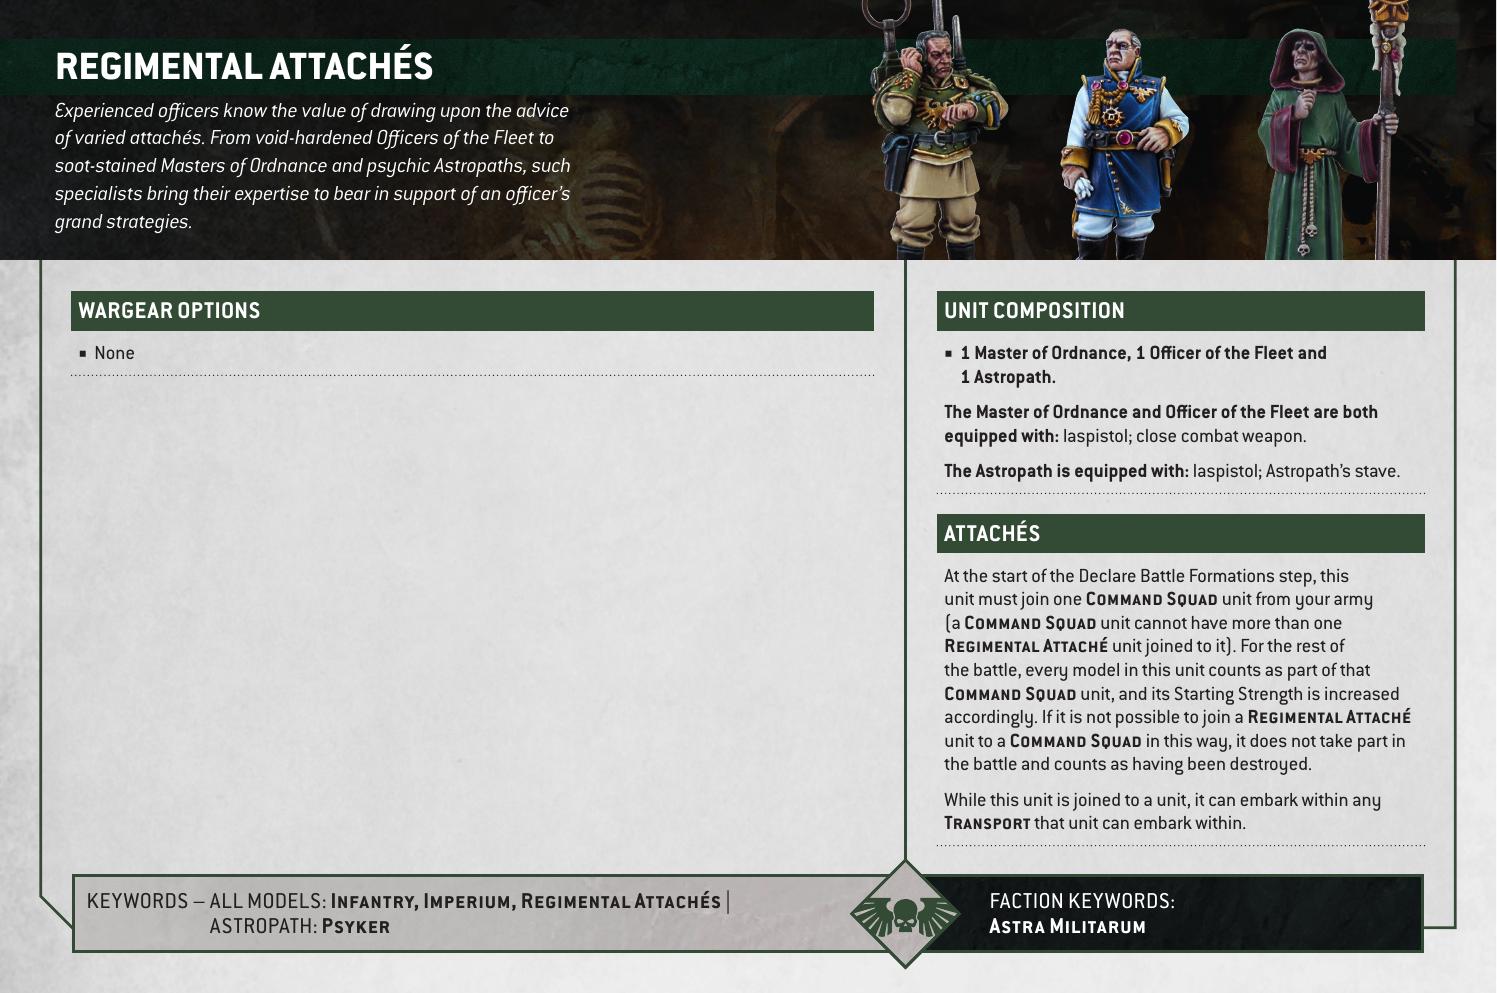 REGIMENTAL ATTACHÉS
Experienced officers know the value of drawing upon the advice
of varied attachés. From void-hardened Officers of the Fleet to
soot-stained Masters of Ordnance and psychic Astropaths, such
specialists bring their expertise to bear in support of an officer's
grand strategies.
WARGEAR OPTIONS
▪ None
UNIT COMPOSITION
▪ 1 Master of Ordnance, 1 Officer of the Fleet and
1 Astropath.
The Master of Ordnance and Officer of the Fleet are both
equipped with: laspistol; close combat weapon.
The Astropath is equipped with: laspistol; Astropath's stave.
ATTACHÉS
At the start of the Declare Battle Formations step, this
unit must join one COMMAND SQUAD unit from your army
(a COMMAND SQUAD unit cannot have more than one
REGIMENTAL ATTACHÉ unit joined to it). For the rest of
the battle, every model in this unit counts as part of that
COMMAND SQUAD unit, and its Starting Strength is increased
accordingly. If it is not possible to join a REGIMENTAL ATTACHÉ
unit to a COMMAND SQUAD in this way, it does not take part in
the battle and counts as having been destroyed.
While this unit is joined to a unit, it can embark within any
TRANSPORT that unit can embark within.
KEYWORDS – ALL MODELS: INFANTRY, IMPERIUM, REGIMENTAL ATTACHÉS |
ASTROPATH: PSYKER
FACTION KEYWORDS:
ASTRA MILITARUM